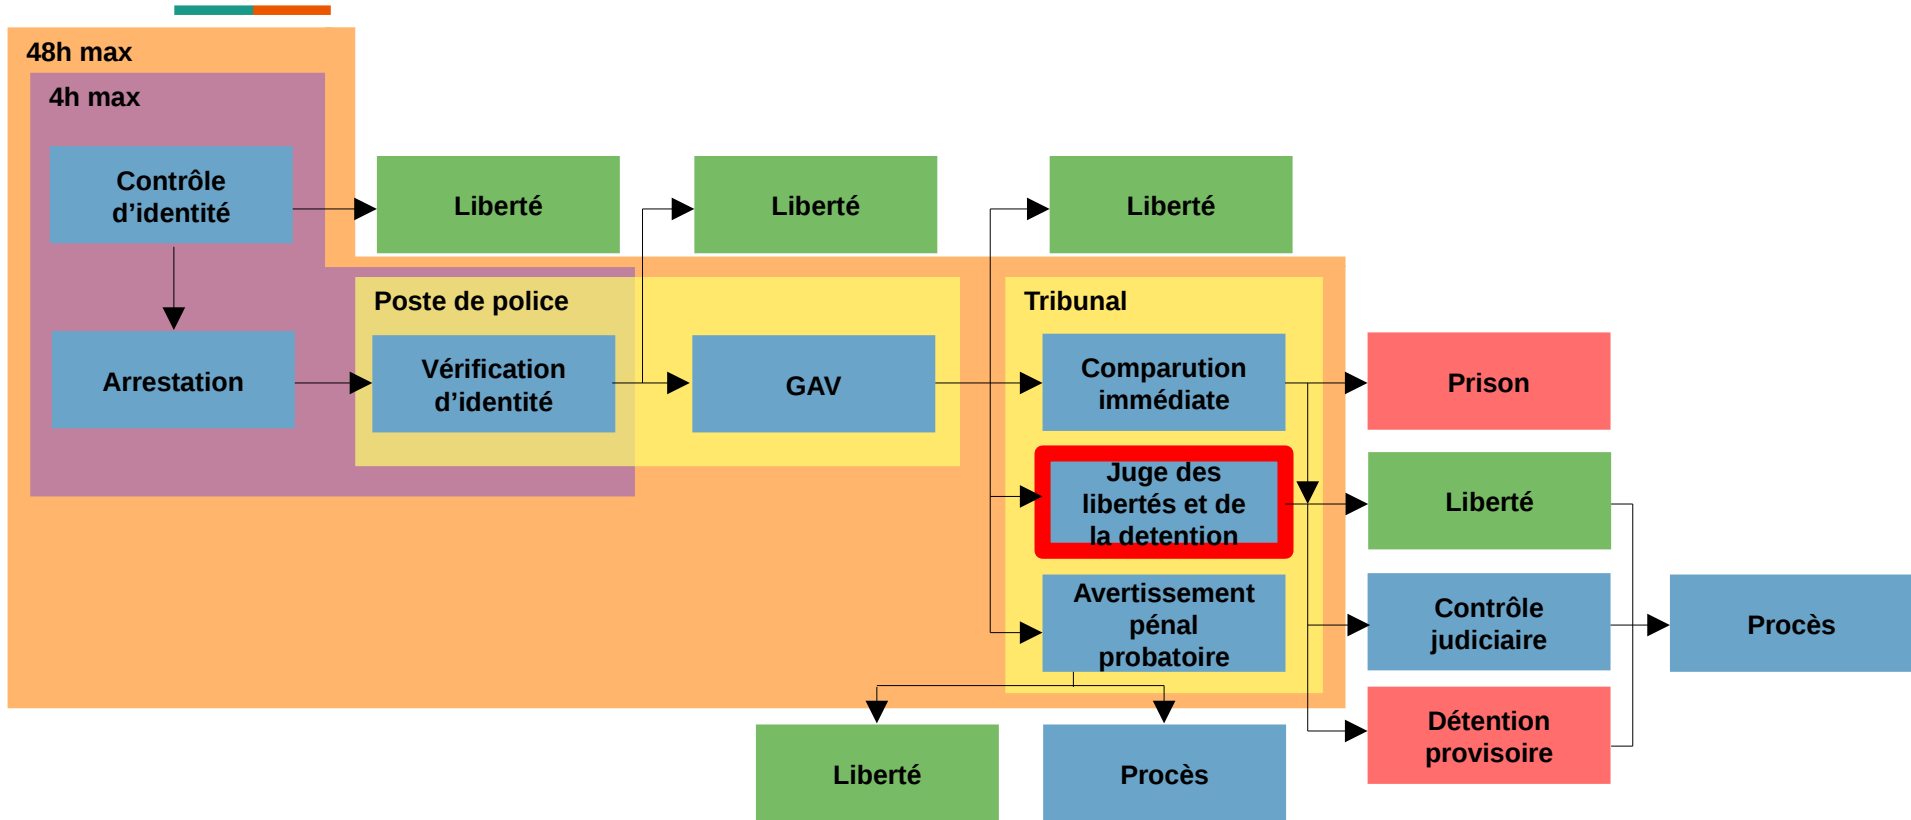 48h max
4h max
Contrôle
d'identité
Liberté
Liberté
Liberté
Poste de police
Tribunal
Arrestation
Vérification
d'identité
GAV
Comparution
immédiate
Prison
Juge des
libertés et de
la detention
Liberté
Avertissement
pénal
probatoire
Contrôle
judiciaire
Procès
Détention
provisoire
Liberté
Procès